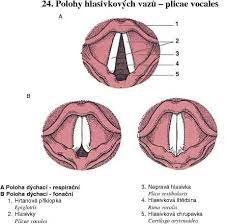 24. Polohy hlasivkových vazů – plicae vocales
A
1
2
3
4
5
B
A Poloha dýchací - respirační
B Poloha dýchací - fonační
1. Hrtanová příklopka
Epiglottis
2. Hlasivky
Plicae vocales
3. Nepravá hlasivka
Plica vestibularis
4. Hlasivková štěrbina
Rima vocalis
5. Hlasivková chrupavka
Cartilago arytenoidea